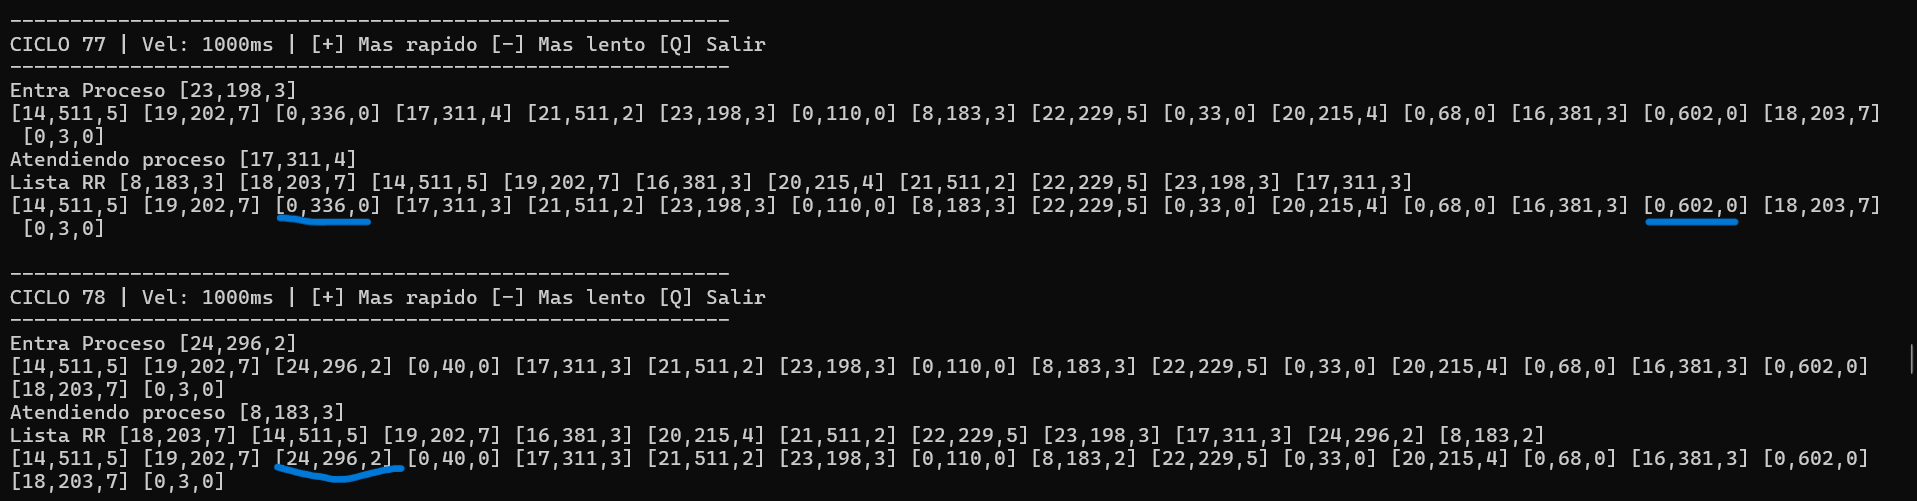 ------------------------------------------------------------
CICLO 77 | Vel: 1000ms | [+] Mas rapido [-] Mas lento [Q] Salir
------------------------------------------------------------
Entra Proceso [23,198,3]
[14,511,5] [19,202,7] [0,336,0] [17,311,4] [21,511,2] [23,198,3] [0,110,0] [8,183,3] [22,229,5] [0,33,0] [20,215,4] [0,68,0] [16,381,3] [0,602,0] [18,203,7]
[0,3,0]
Atendiendo proceso [17,311,4]
Lista RR [8,183,3] [18,203,7] [14,511,5] [19,202,7] [16,381,3] [20,215,4] [21,511,2] [22,229,5] [23,198,3] [17,311,3]
[14,511,5] [19,202,7] [0,336,0] [17,311,3] [21,511,2] [23,198,3] [0,110,0] [8,183,3] [22,229,5] [0,33,0] [20,215,4] [0,68,0] [16,381,3] [0,602,0] [18,203,7]
[0,3,0]
------------------------------------------------------------
CICLO 78 | Vel: 1000ms | [+] Mas rapido [-] Mas lento [Q] Salir
------------------------------------------------------------
Entra Proceso [24,296,2]
[14,511,5] [19,202,7] [24,296,2] [0,40,0] [17,311,3] [21,511,2] [23,198,3] [0,110,0] [8,183,3] [22,229,5] [0,33,0] [20,215,4] [0,68,0] [16,381,3] [0,602,0]
[18,203,7] [0,3,0]
Atendiendo proceso [8,183,3]
Lista RR [18,203,7] [14,511,5] [19,202,7] [16,381,3] [20,215,4] [21,511,2] [22,229,5] [23,198,3] [17,311,3] [24,296,2] [8,183,2]
[14,511,5] [19,202,7] [24,296,2] [0,40,0] [17,311,3] [21,511,2] [23,198,3] [0,110,0] [8,183,2] [22,229,5] [0,33,0] [20,215,4] [0,68,0] [16,381,3] [0,602,0]
[18,203,7] [0,3,0]